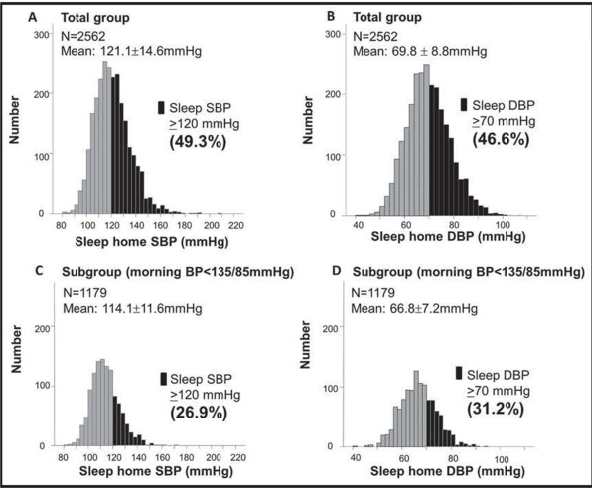 A Total group
N=2562
Mean: 121.1±14.6mmHg
300
200
100
0
Number
Sleep SBP
≥120 mmHg
(49.3%)
80 100 120 140 160 180 200 220
Sleep home SBP (mmHg)
B Total group
N=2562
Mean: 69.8 ± 8.8mmHg
300
200
100
0
Number
Sleep DBP
≥70 mmHg
(46.6%)
40 60 80 100
Sleep home DBP (mmHg)
C Subgroup (morning BP<135/85mmHg)
N=1179
Mean: 114.1±11.6mmHg
200
100
0
Number
Sleep SBP
≥120 mmHg
(26.9%)
80 100 120 140 160 180 200 220
Sleep home SBP (mmHg)
D Subgroup (morning BP<135/85mmHg)
N=1179
Mean: 66.8±7.2mmHg
200
100
0
Number
Sleep DBP
≥70 mmHg
(31.2%)
40 60 80 100
Sleep home DBP (mmHg)